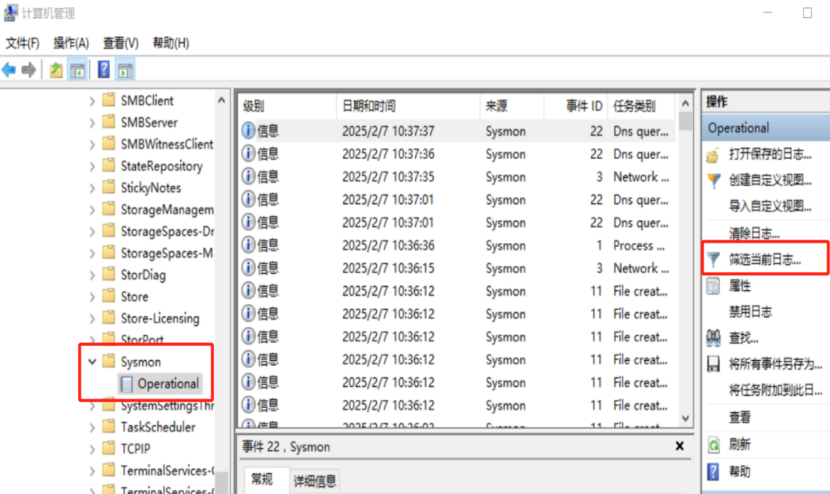 计算机管理
文件(F) 操作(A) 查看(V) 帮助(H)
SMBClient
SMBServer
SMBWitnessClient
StateRepository
StickyNotes
StorageManagem
StorageSpaces-Dr
StorageSpaces-M
StorDiag
Store
Store-Licensing
StorPort
Sysmon
Operational
SystemSettingsThr
TaskScheduler
TCPIP
TerminalServices-C
TerminalServices-C
级别 日期和时间 来源 事件 ID 任务类别
信息 2025/2/7 10:37:37 Sysmon 22 Dns quer...
信息 2025/2/7 10:37:36 Sysmon 22 Dns quer...
信息 2025/2/7 10:37:35 Sysmon 3 Network ...
信息 2025/2/7 10:37:01 Sysmon 22 Dns quer...
信息 2025/2/7 10:37:01 Sysmon 22 Dns quer...
信息 2025/2/7 10:36:36 Sysmon 1 Process ...
信息 2025/2/7 10:36:15 Sysmon 3 Network ...
信息 2025/2/7 10:36:12 Sysmon 11 File creat...
信息 2025/2/7 10:36:12 Sysmon 11 File creat...
信息 2025/2/7 10:36:12 Sysmon 11 File creat...
信息 2025/2/7 10:36:12 Sysmon 11 File creat...
信息 2025/2/7 10:36:12 Sysmon 11 File creat...
信息 2025/2/7 10:36:12 Sysmon 11 File creat...
事件 22，Sysmon
常规 详细信息
操作
Operational
打开保存的日志...
创建自定义视图...
导入自定义视图...
清除日志...
筛选当前日志...
属性
禁用日志
查找...
将所有事件另存为...
将任务附加到此日...
查看
刷新
帮助